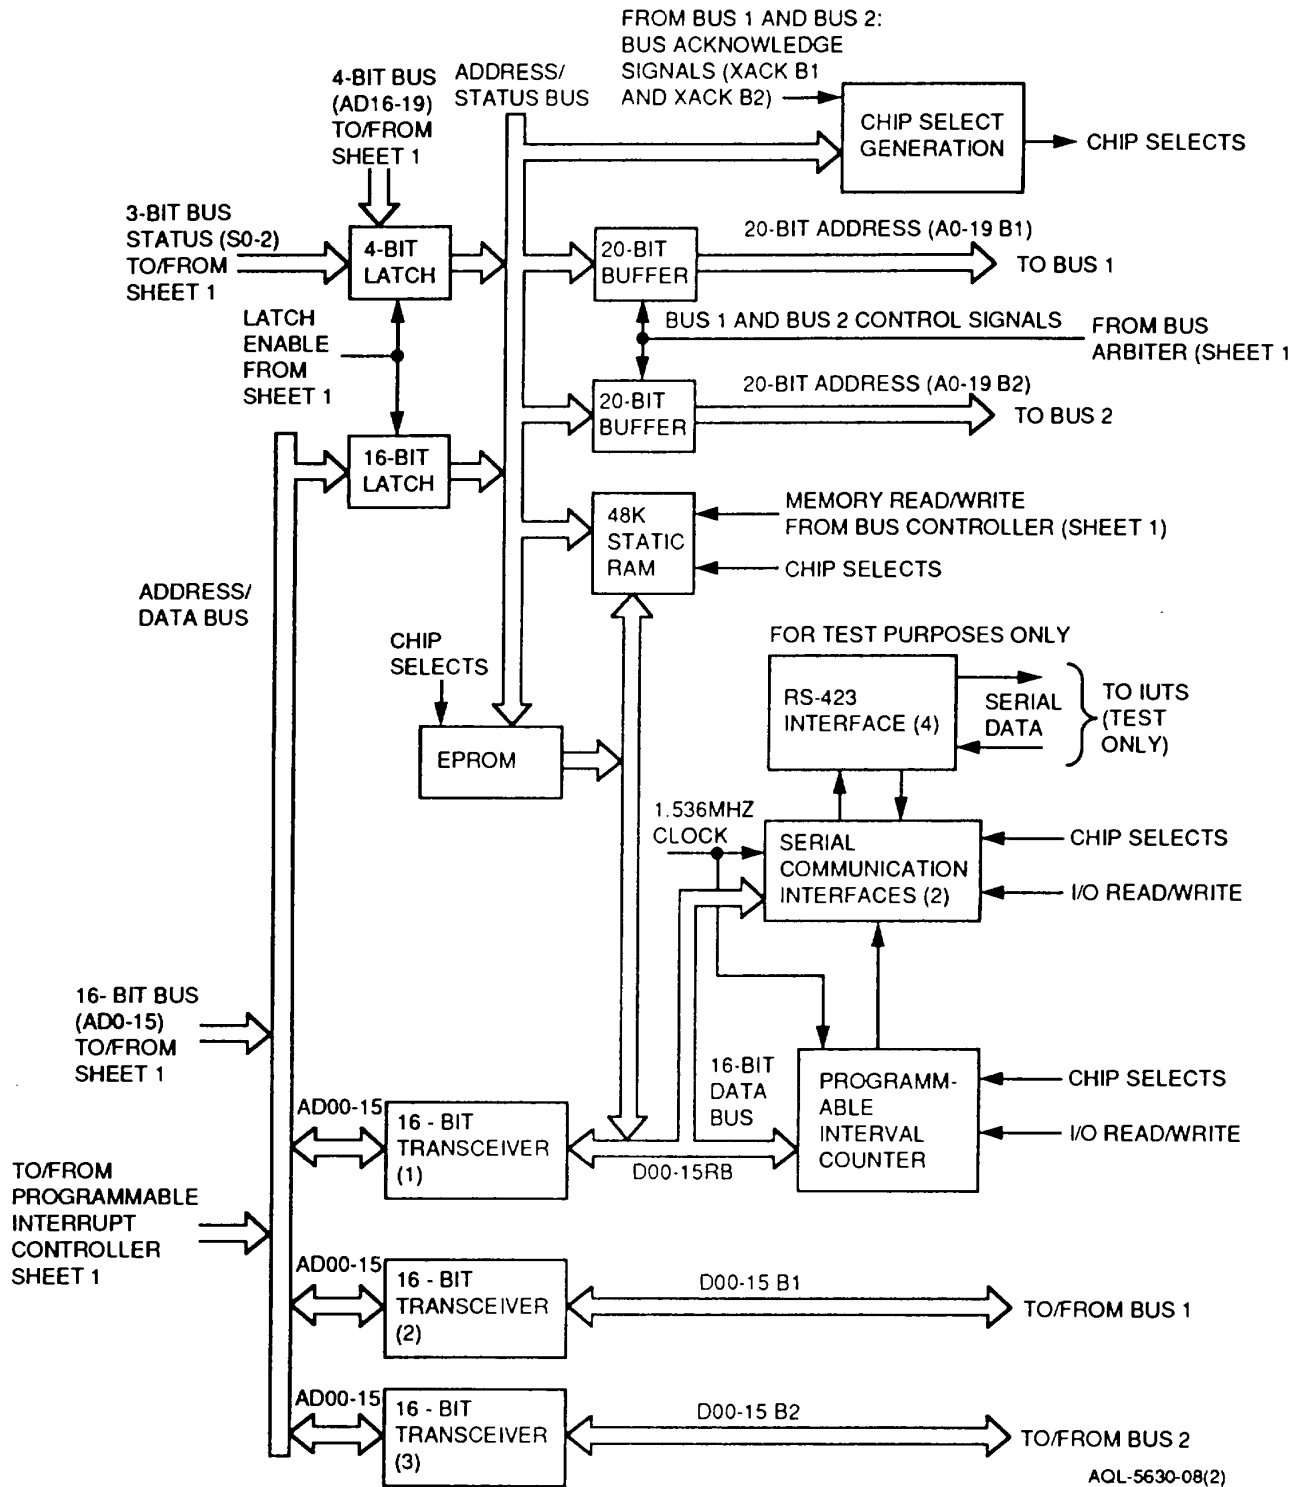 FROM BUS 1 AND BUS 2:
BUS ACKNOWLEDGE
SIGNALS (XACK B1
AND XACK B2)
4-BIT BUS
(AD16-19)
TO/FROM
SHEET 1
ADDRESS/
STATUS BUS
CHIP SELECT
GENERATION
CHIP SELECTS
3-BIT BUS
STATUS (S0-2)
TO/FROM
SHEET 1
4-BIT
LATCH
20-BIT
BUFFER
20-BIT ADDRESS (A0-19 B1)
TO BUS 1
LATCH
ENABLE
FROM
SHEET 1
BUS 1 AND BUS 2 CONTROL SIGNALS
FROM BUS
ARBITER (SHEET 1
20-BIT
BUFFER
20-BIT ADDRESS (A0-19 B2)
TO BUS 2
16-BIT
LATCH
48K
STATIC
RAM
MEMORY READ/WRITE
FROM BUS CONTROLLER (SHEET 1)
CHIP SELECTS
ADDRESS/
DATA BUS
CHIP
SELECTS
EPROM
FOR TEST PURPOSES ONLY
RS-423
INTERFACE (4)
SERIAL
DATA
TO IUTS
(TEST
ONLY)
1.536MHZ
CLOCK
SERIAL
COMMUNICATION
INTERFACES (2)
CHIP SELECTS
I/O READ/WRITE
16- BIT BUS
(AD0-15)
TO/FROM
SHEET 1
16-BIT
DATA
BUS
PROGRAMM-
ABLE
INTERVAL
COUNTER
CHIP SELECTS
I/O READ/WRITE
AD00-15
16 - BIT
TRANSCEIVER
(1)
D00-15RB
TO/FROM
PROGRAMMABLE
INTERRUPT
CONTROLLER
SHEET 1
AD00-15
16 - BIT
TRANSCEIVER
(2)
D00-15 B1
TO/FROM BUS 1
AD00-15
16 - BIT
TRANSCEIVER
(3)
D00-15 B2
TO/FROM BUS 2
AQL-5630-08(2)